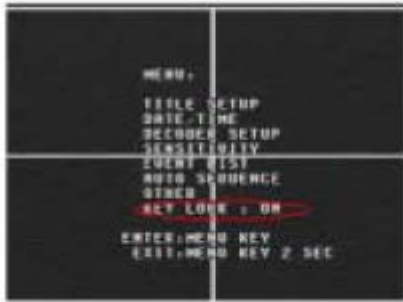 MENU:
TITLE SETUP
DATE/TIME
DECODER SETUP
SENSITIVITY
EVENT LIST
AUTO SEQUENCE
OTHER
KEY LOCK : ON
ENTER:MENU KEY
EXIT:MENU KEY 2 SEC